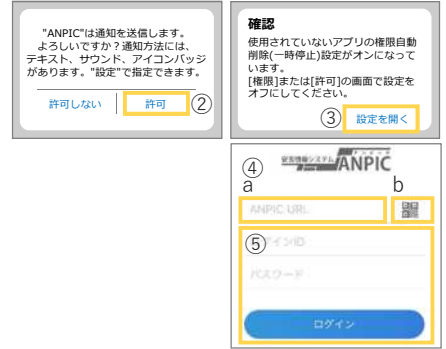 "ANPIC"は通知を送信します。
よろしいですか？通知方法には、
テキスト、サウンド、アイコンバッジ
があります。"設定"で指定できます。
許可しない
許可
②
確認
使用されていないアプリの権限自動
削除(一時停止)設定がオンになって
います。
[権限]または[許可]の画面で設定を
オフにしてください。
③
設定を開く
④
安否情報システム ANPIC
a
b
ANPIC URL
⑤
ログインID
パスワード
ログイン